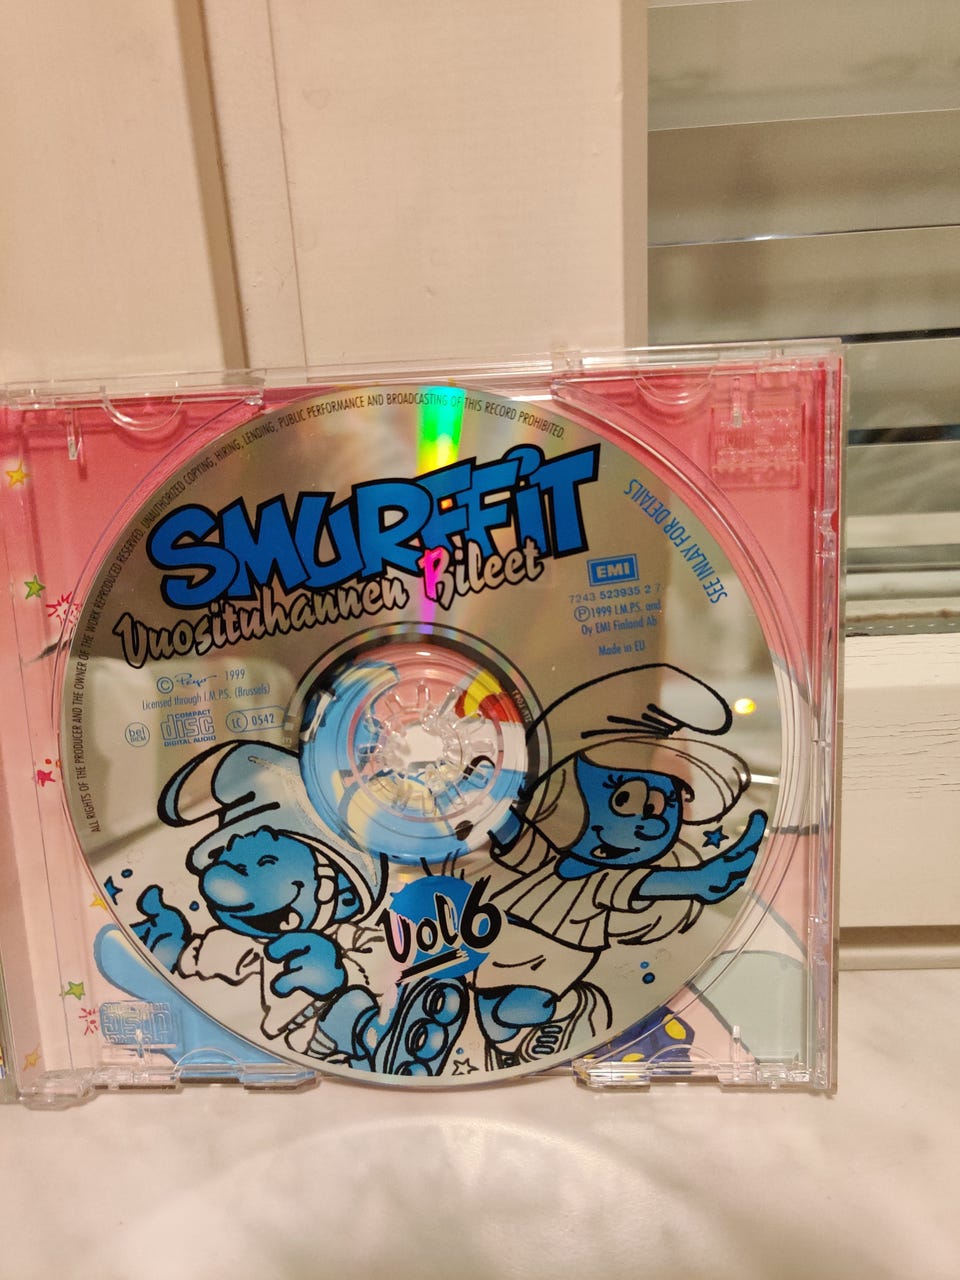 ALL RIGHTS OF THE PRODUCER AND THE OWNER OF THE WORK REPRODUCED RESERVED. UNAUTHORIZED COPYING, HIRING, LENDING, PUBLIC PERFORMANCE AND BROADCASTING OF THIS RECORD PROHIBITED.
SMURFFiT
Vuosituhannen Bileet
SEE INLAY FOR DETAILS
EMI
7243 523935 2 7
Ⓟ1999 I.M.P.S. and
Oy EMI Finland Ab
Made in EU
© Peyo 1999
Licensed through I.M.P.S. (Brussels)
bel
BIEM
COMPACT
disc
DIGITAL AUDIO
LC 0542
Vol 6